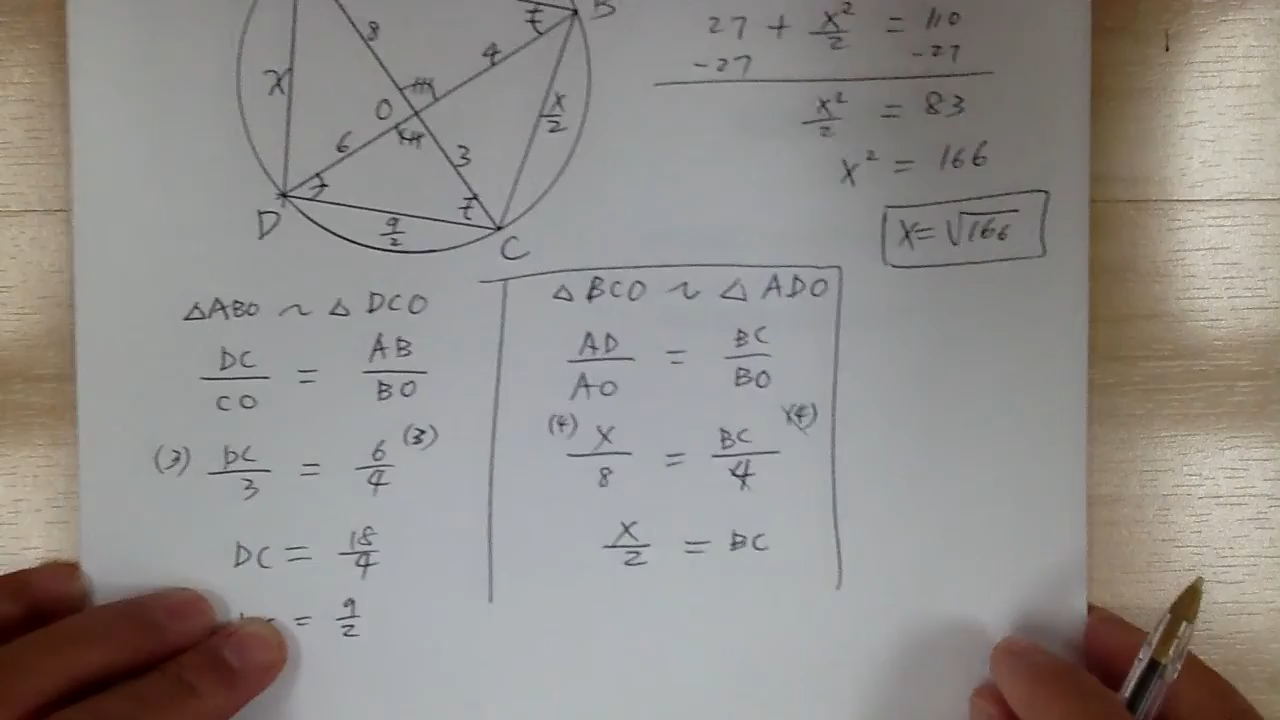 8
4
B
x
O
6
3
x/2
D
9/2
C
27 + x²/2 = 110
-27 -27
x²/2 = 83
x² = 166
x = √166
△ABO ~ △DCO
DC/CO = AB/BO
(3) DC/3 = 6/4 (3)
DC = 18/4
= 9/2
△BCO ~ △ADO
AD/AO = BC/BO
(4) x/8 = BC/4 x(4)
x/2 = BC